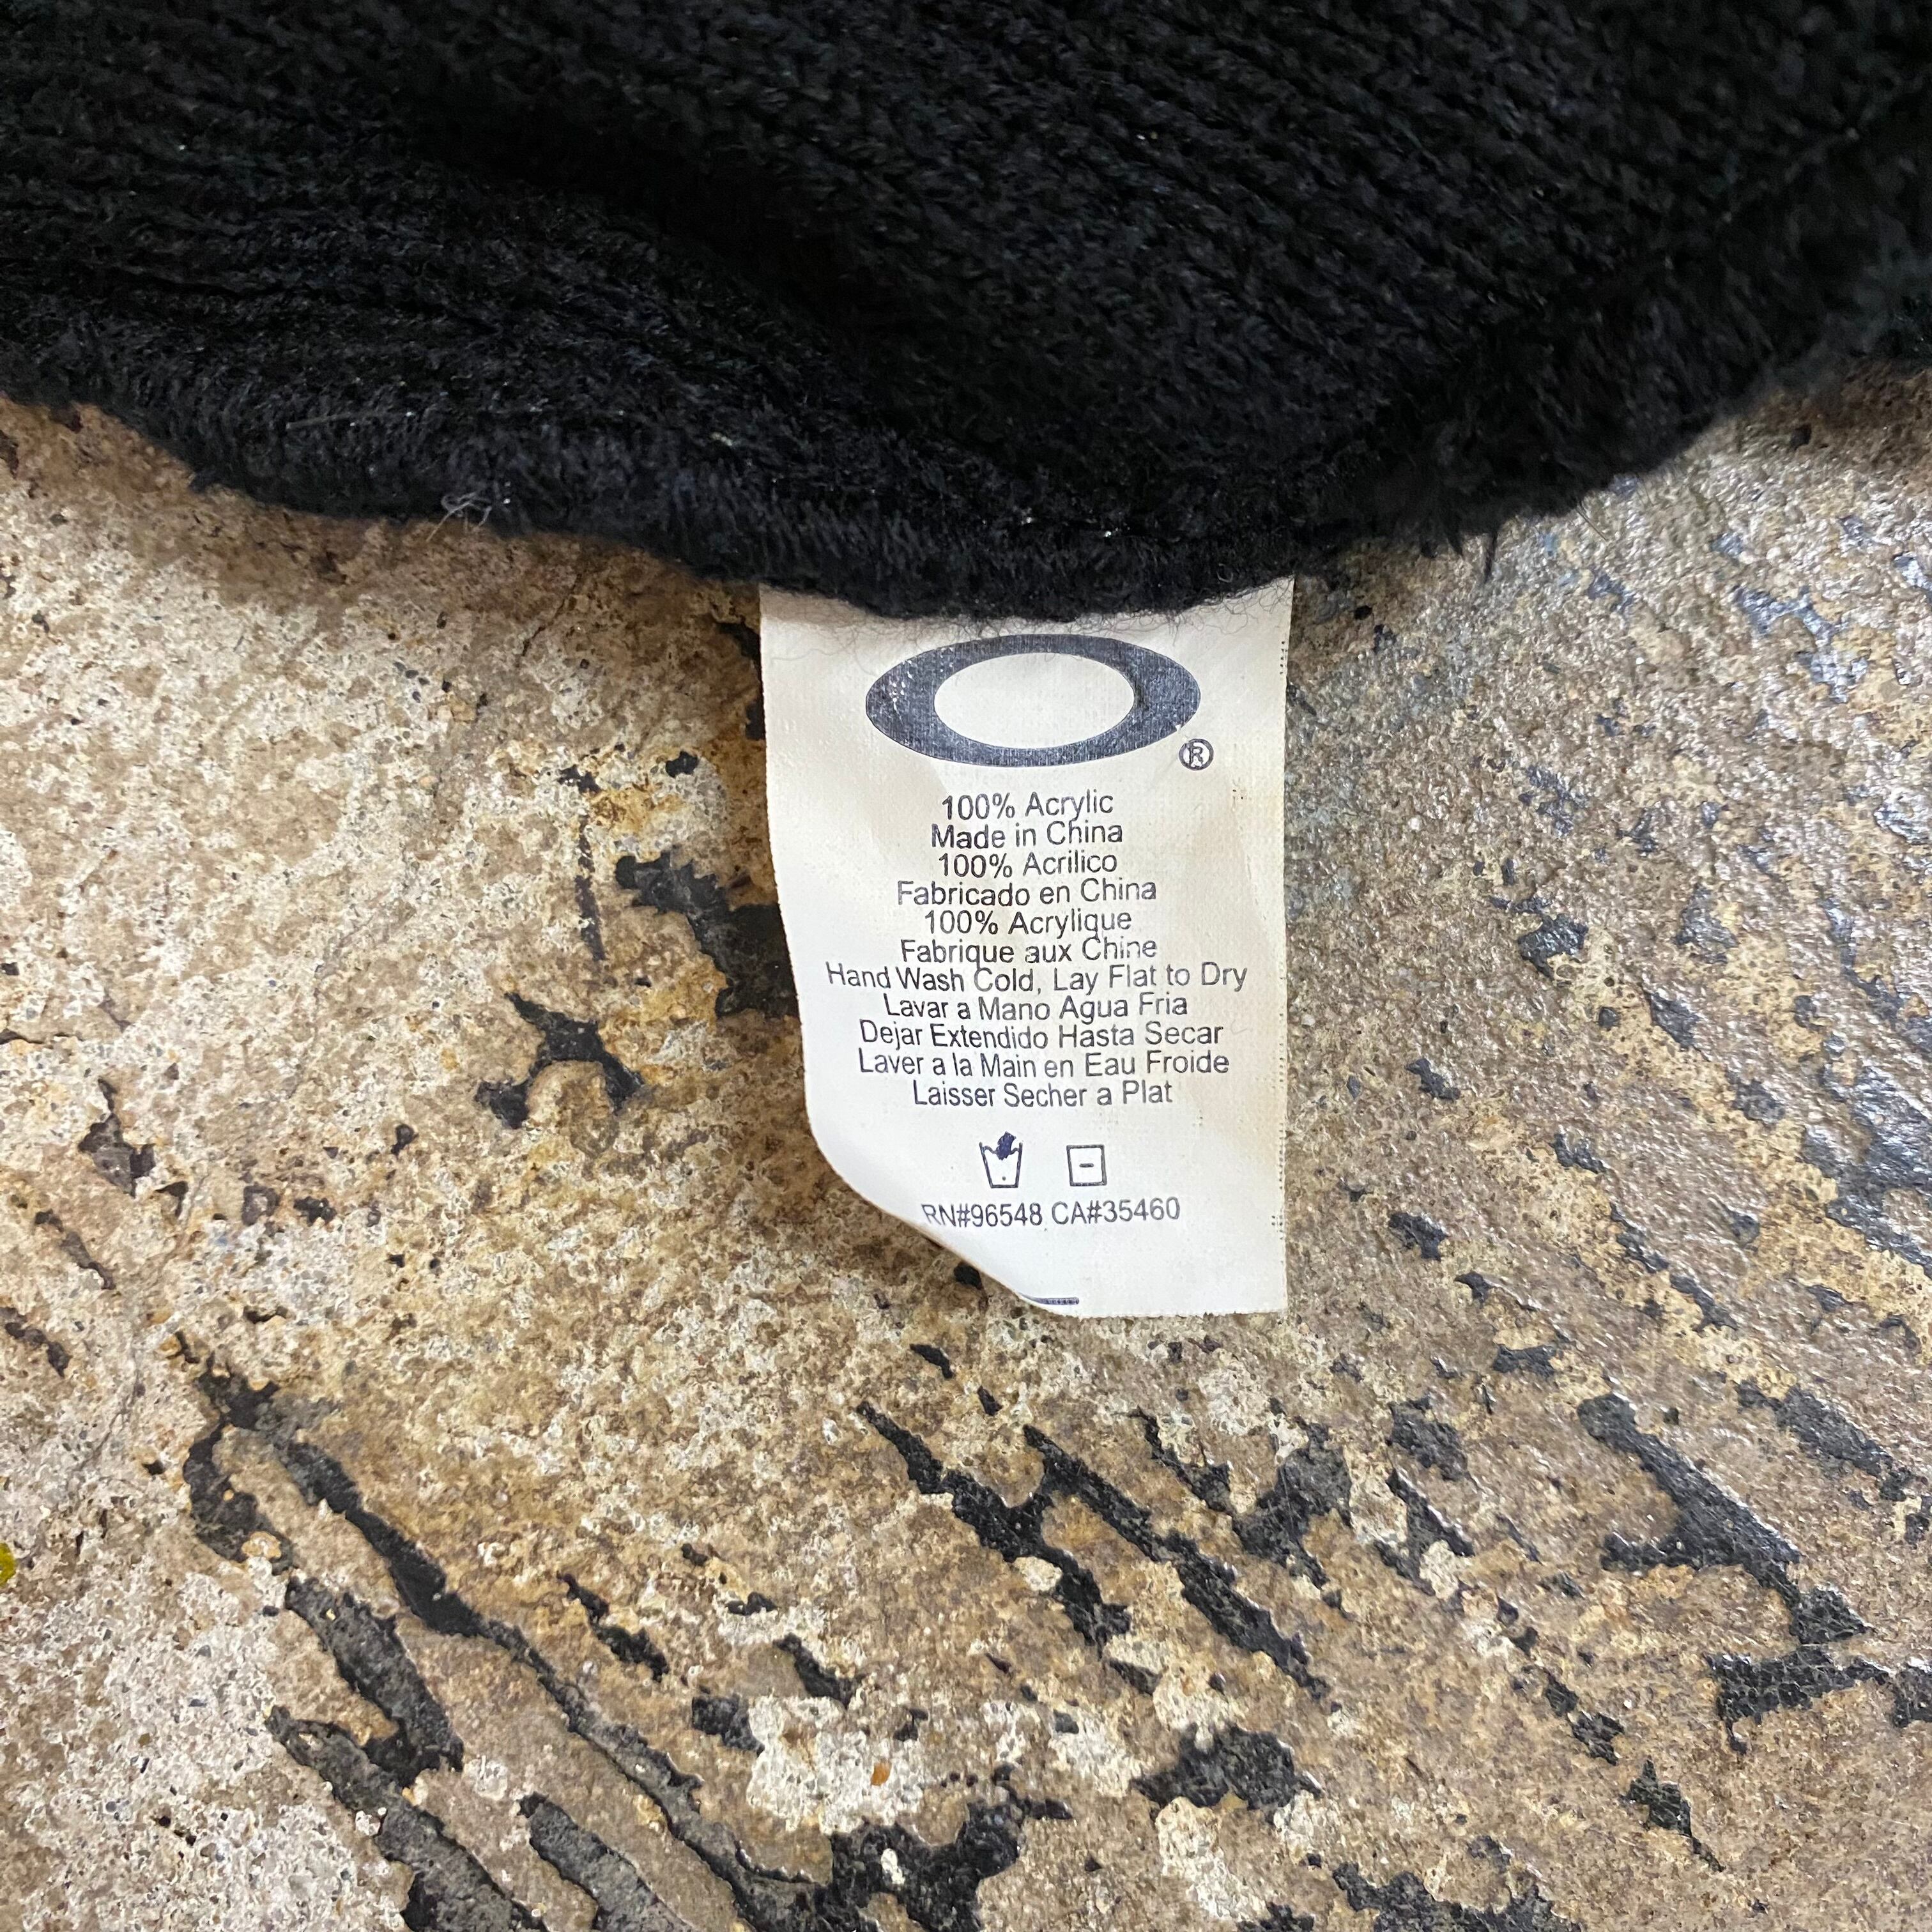 ®
100% Acrylic
Made in China
100% Acrilico
Fabricado en China
100% Acrylique
Fabrique aux Chine
Hand Wash Cold, Lay Flat to Dry
Lavar a Mano Agua Fria
Dejar Extendido Hasta Secar
Laver a la Main en Eau Froide
Laisser Secher a Plat
RN#96548 CA#35460